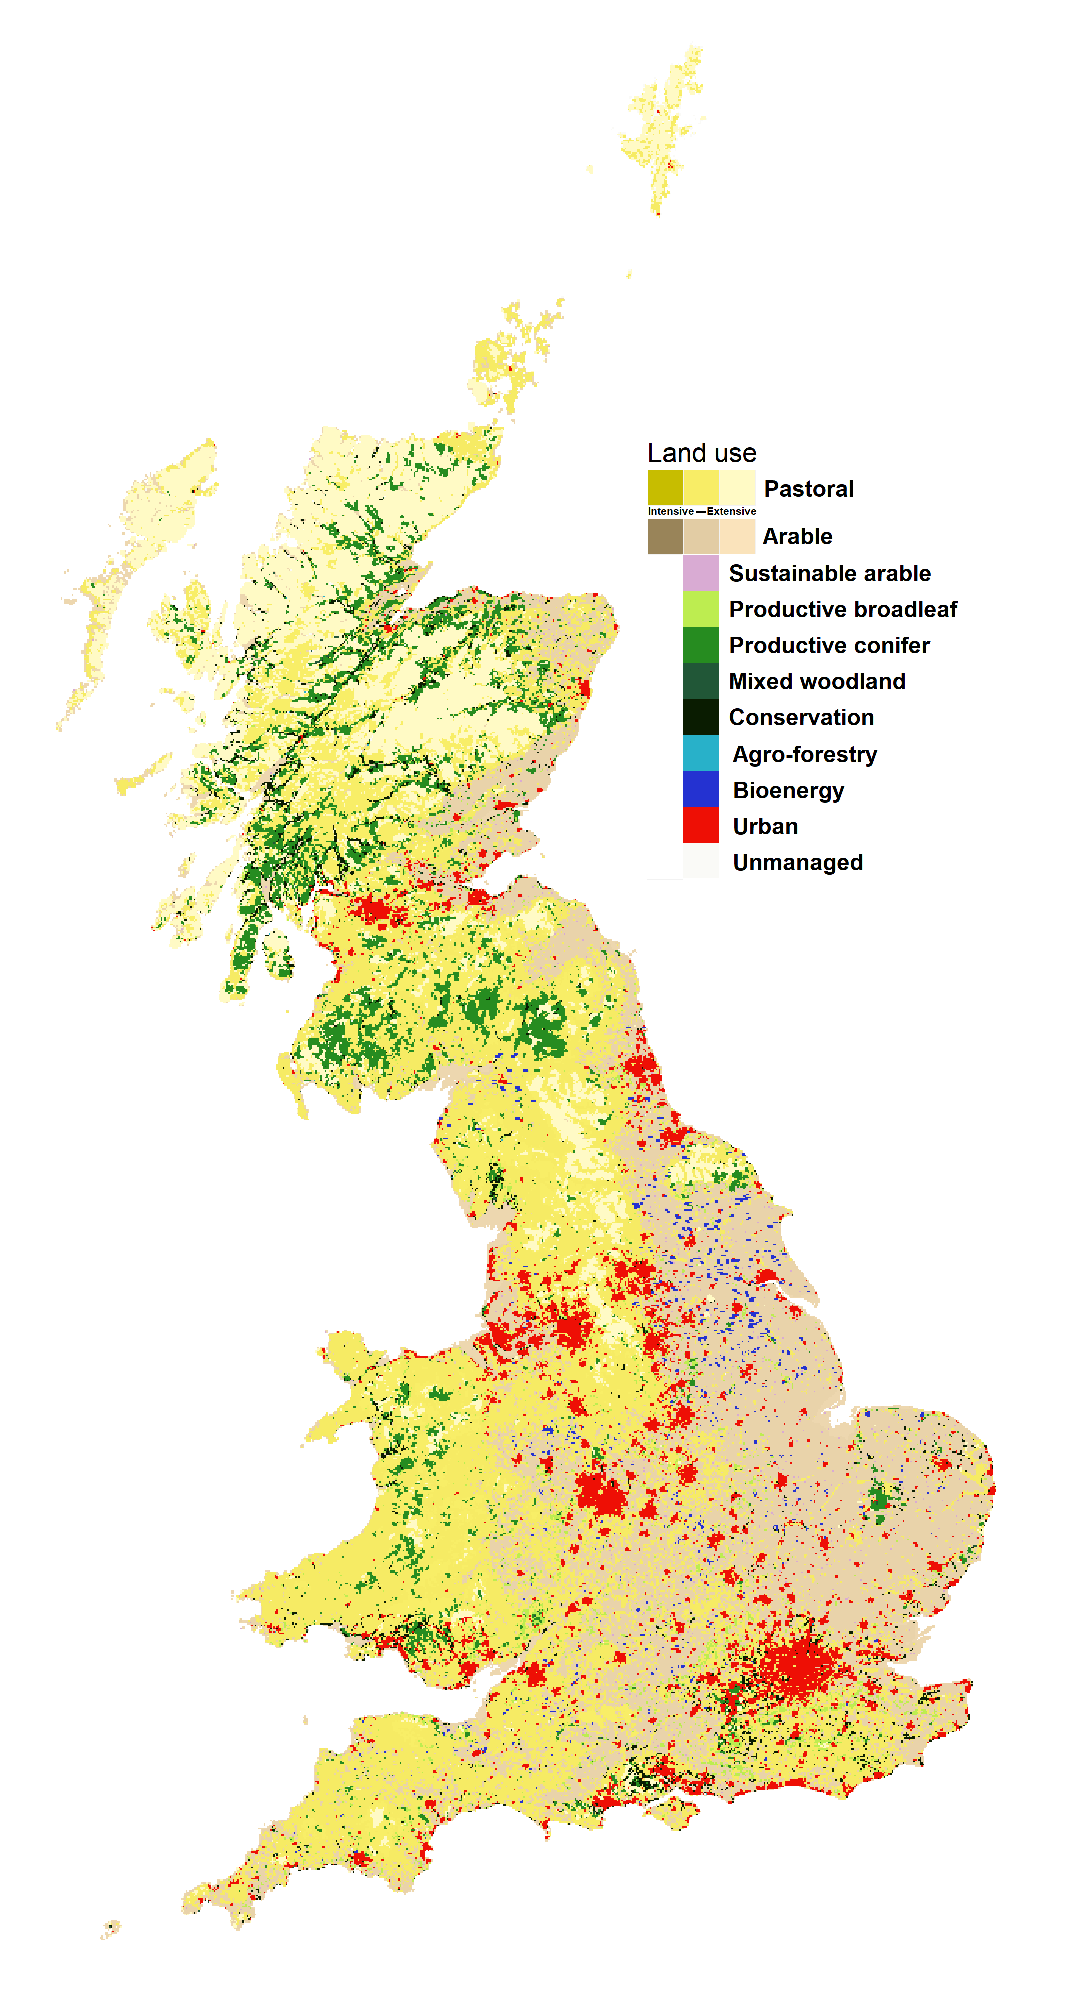 Land use
Pastoral
Intensive — Extensive
Arable
Sustainable arable
Productive broadleaf
Productive conifer
Mixed woodland
Conservation
Agro-forestry
Bioenergy
Urban
Unmanaged